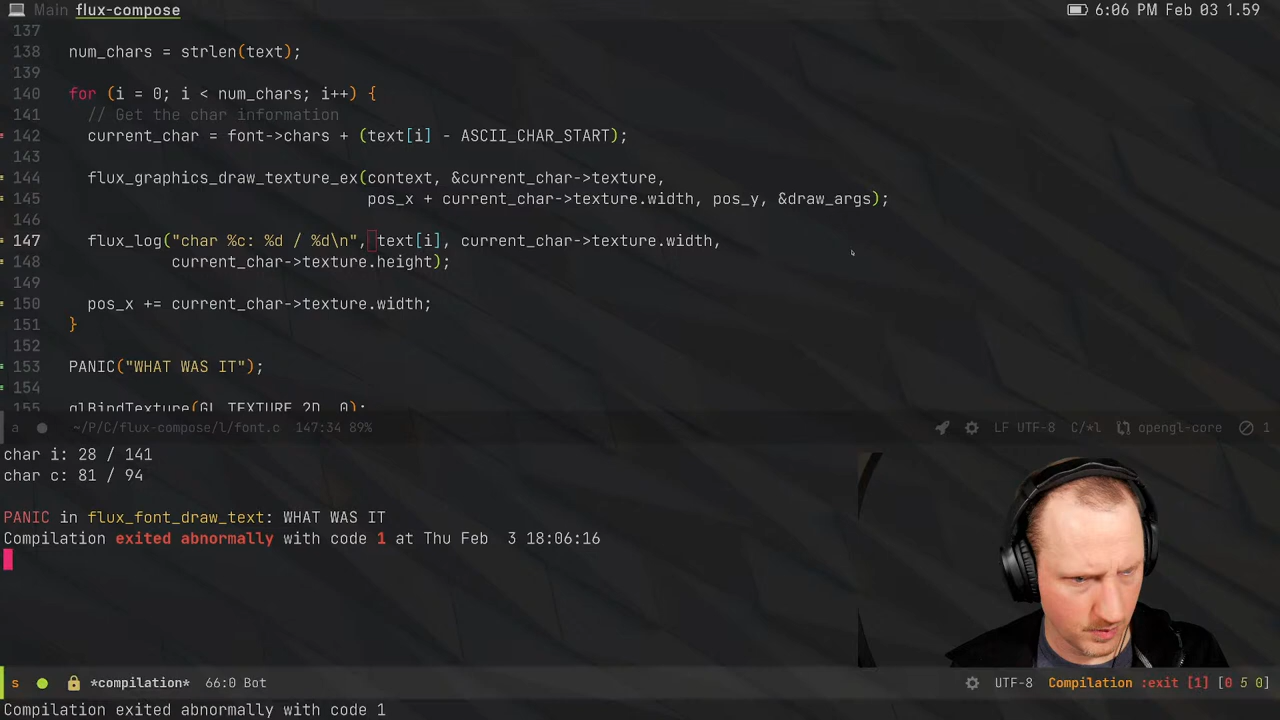 Main flux-compose
6:06 PM Feb 03 1.59
137
138 num_chars = strlen(text);
139
140 for (i = 0; i < num_chars; i++) {
141 // Get the char information
142 current_char = font->chars + (text[i] - ASCII_CHAR_START);
143
144 flux_graphics_draw_texture_ex(context, &current_char->texture,
145 pos_x + current_char->texture.width, pos_y, &draw_args);
146
147 flux_log("char %c: %d / %d\n", text[i], current_char->texture.width,
148 current_char->texture.height);
149
150 pos_x += current_char->texture.width;
151 }
152
153 PANIC("WHAT WAS IT");
154
155 glBindTexture(GL_TEXTURE_2D, 0);
a ~/P/C/flux-compose/l/font.c 147:34 89% LF UTF-8 C/*l opengl-core 1
char i: 28 / 141
char c: 81 / 94
PANIC in flux_font_draw_text: WHAT WAS IT
Compilation exited abnormally with code 1 at Thu Feb 3 18:06:16
s *compilation* 66:0 Bot UTF-8 Compilation :exit [1] [0 5 0]
Compilation exited abnormally with code 1